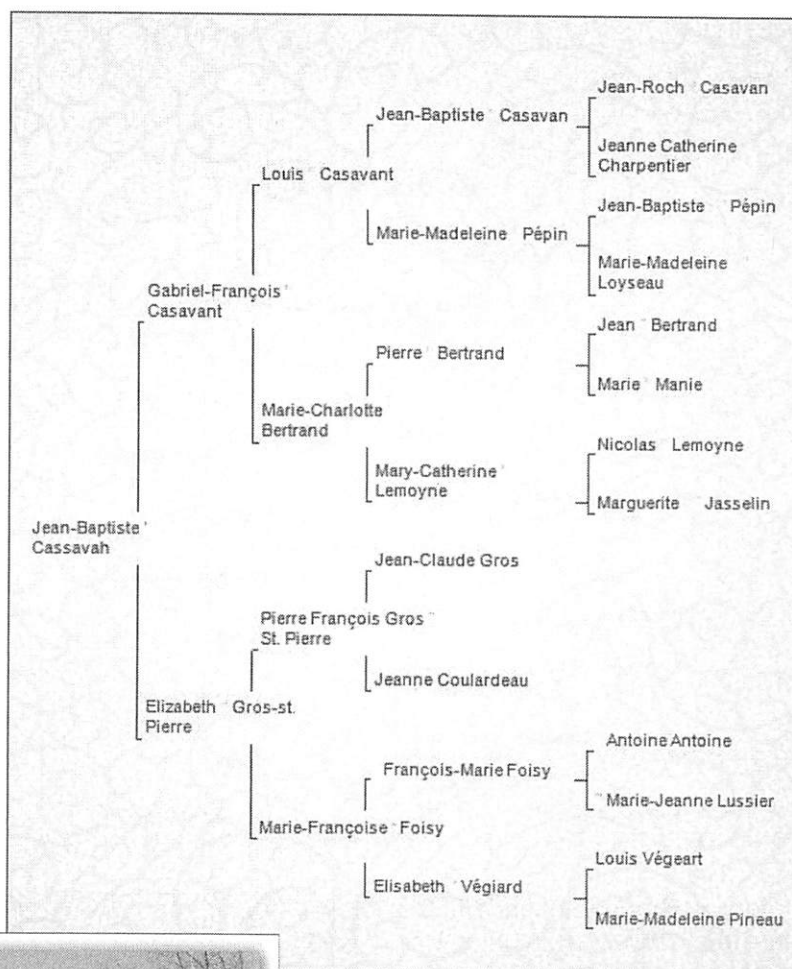 Jean-Roch Casavan
Jean-Baptiste Casavan
Jeanne Catherine
Charpentier
Louis Casavant
Jean-Baptiste Pépin
Marie-Madeleine Pépin
Marie-Madeleine
Loyseau
Gabriel-François
Casavant
Jean Bertrand
Pierre Bertrand
Marie Manie
Marie-Charlotte
Bertrand
Nicolas Lemoyne
Mary-Catherine
Lemoyne
Marguerite Jasselin
Jean-Baptiste
Cassavah
Jean-Claude Gros
Pierre François Gros
St. Pierre
Jeanne Coulardeau
Elizabeth Gros-st.
Pierre
Antoine Antoine
François-Marie Foisy
Marie-Jeanne Lussier
Marie-Françoise Foisy
Louis Végeart
Elisabeth Végiard
Marie-Madeleine Pineau